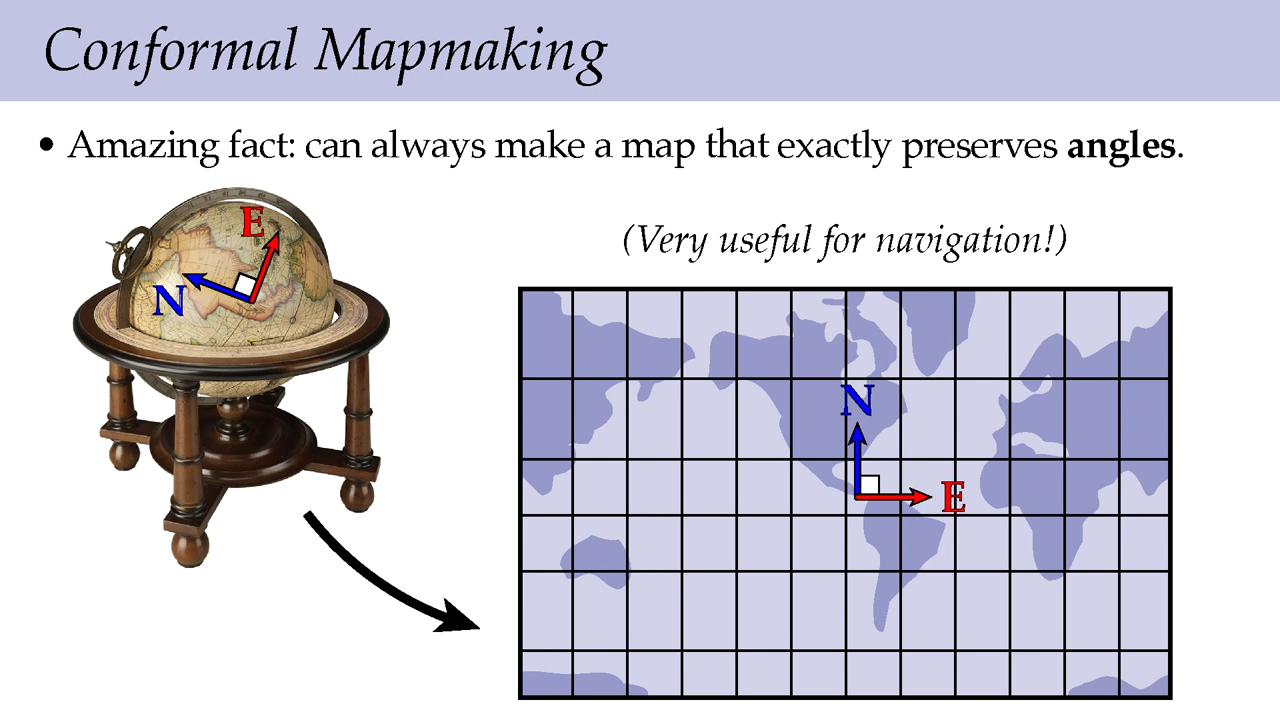 Conformal Mapmaking
• Amazing fact: can always make a map that exactly preserves angles.
(Very useful for navigation!)
E
N
N
E